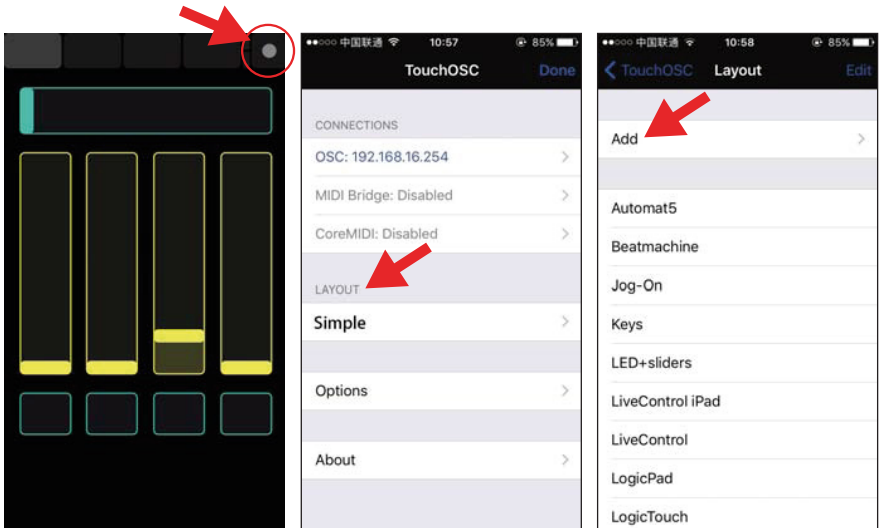 中国联通 10:57 85%
TouchOSC Done
CONNECTIONS
OSC: 192.168.16.254
MIDI Bridge: Disabled
CoreMIDI: Disabled
LAYOUT
Simple
Options
About
中国联通 10:58 85%
TouchOSC Layout Edit
Add
Automat5
Beatmachine
Jog-On
Keys
LED+sliders
LiveControl iPad
LiveControl
LogicPad
LogicTouch